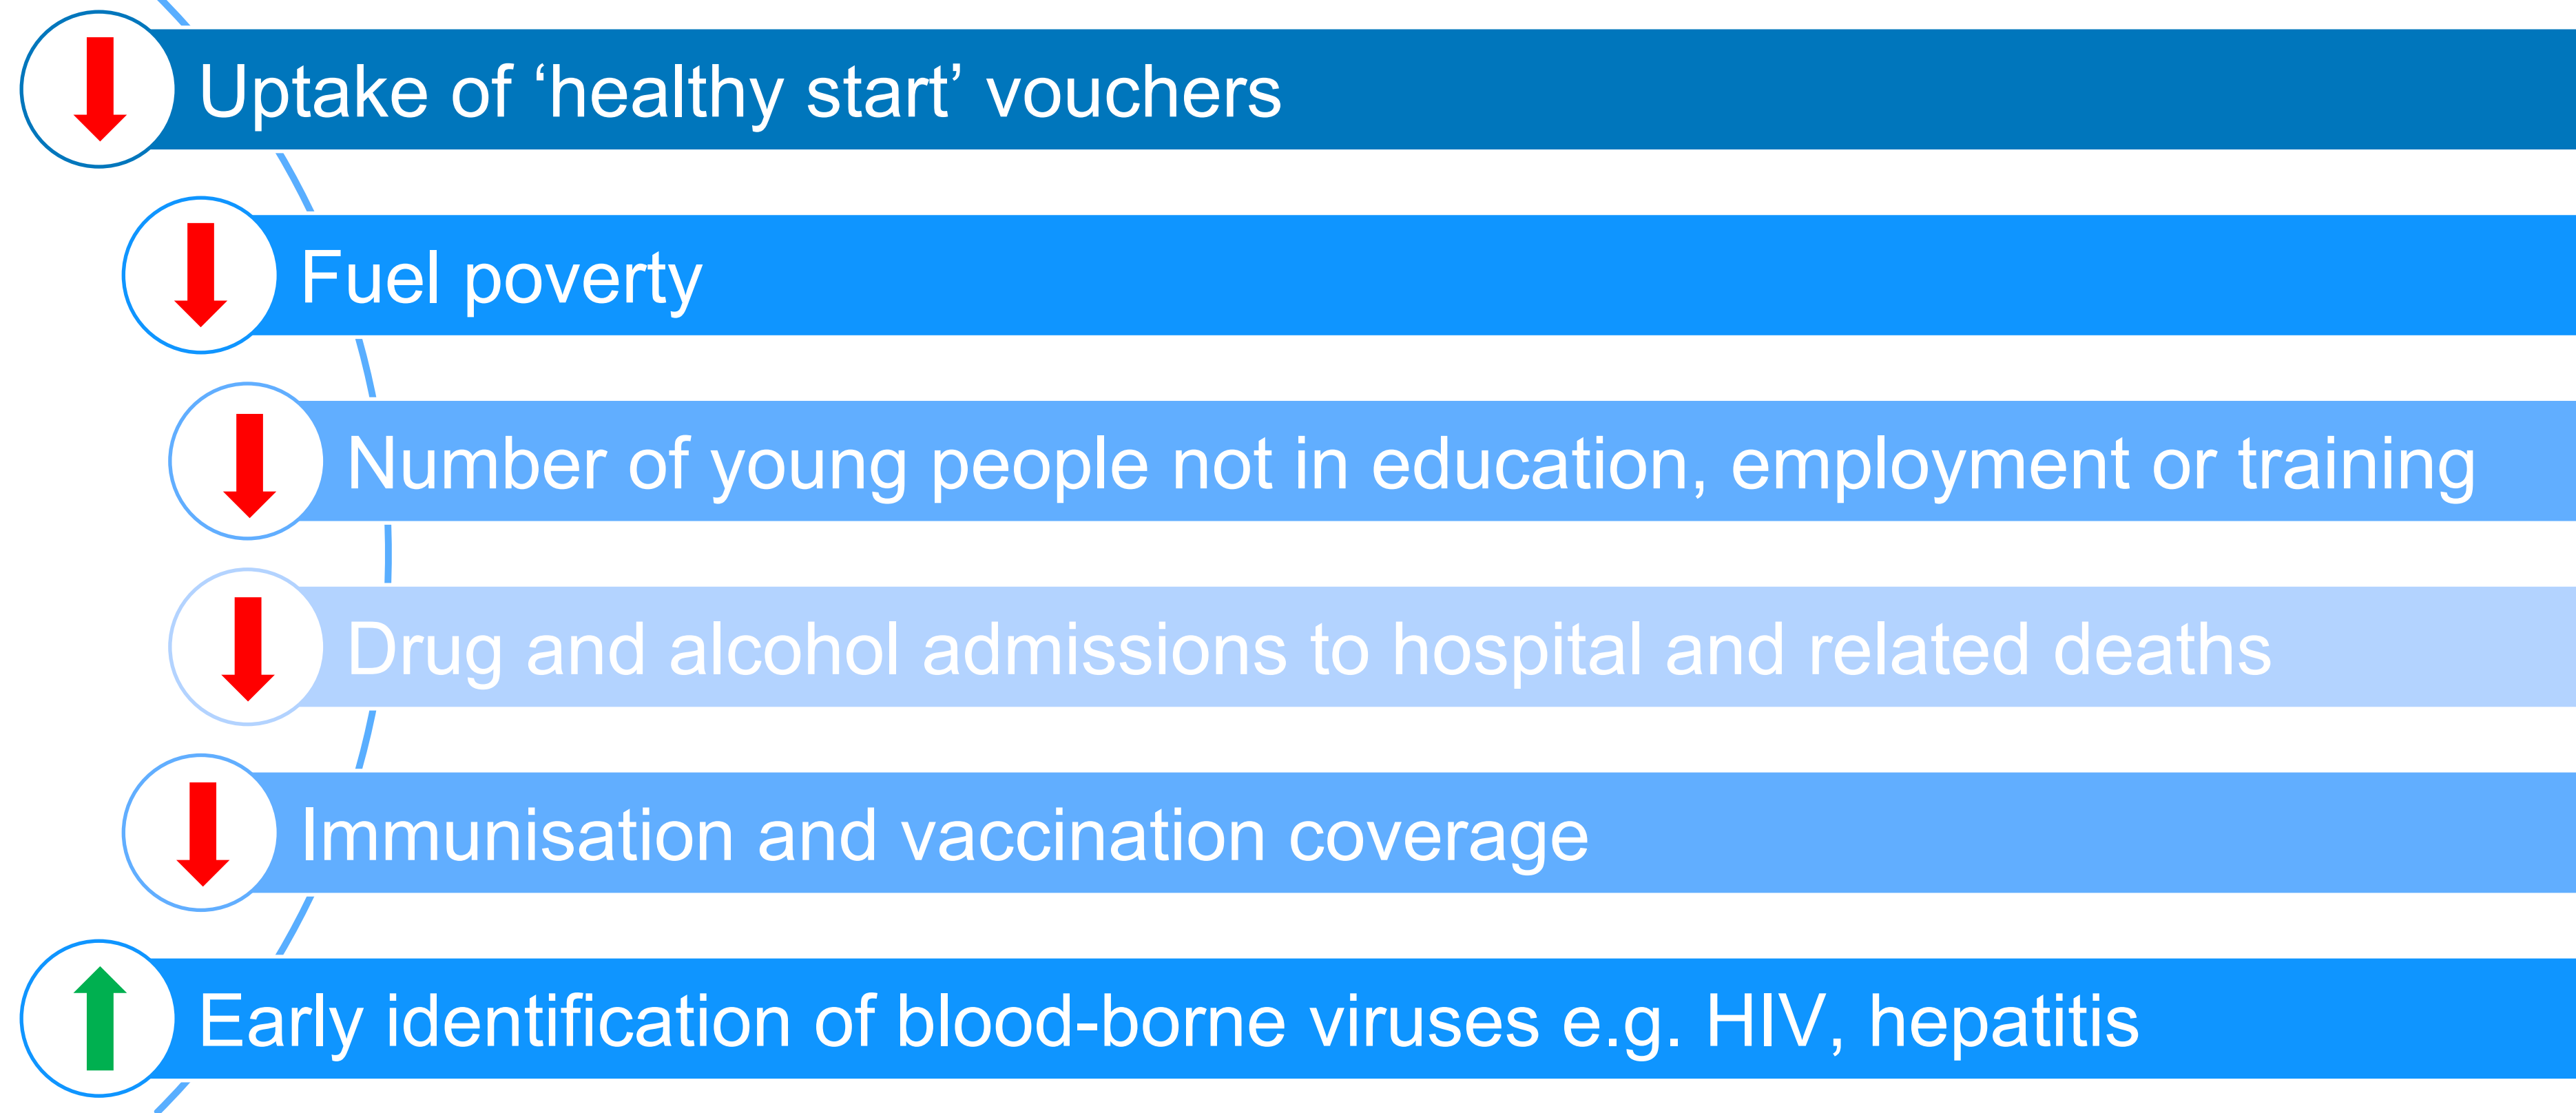 Uptake of ‘healthy start’ vouchers
Fuel poverty
Number of young people not in education, employment or training
Drug and alcohol admissions to hospital and related deaths
Immunisation and vaccination coverage
Early identification of blood-borne viruses e.g. HIV, hepatitis